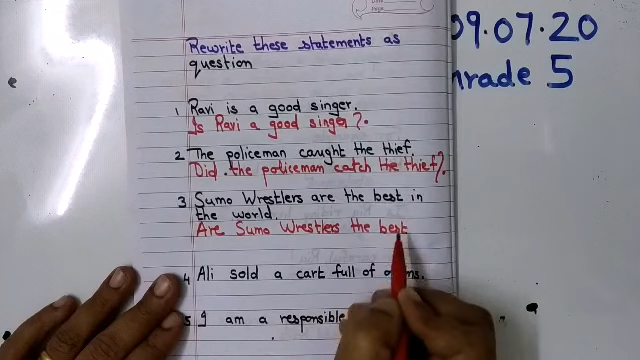 09.07.20
Grade 5
Rewrite these statements as
question
1 Ravi is a good singer.
Is Ravi a good singer?.
2 The policeman caught the thief.
Did . the policeman catch the thief?
3 Sumo Wrestlers are the best in
the world.
Are Sumo Wrestlers the best
4 Ali sold a cart full of
5 I am a responsible